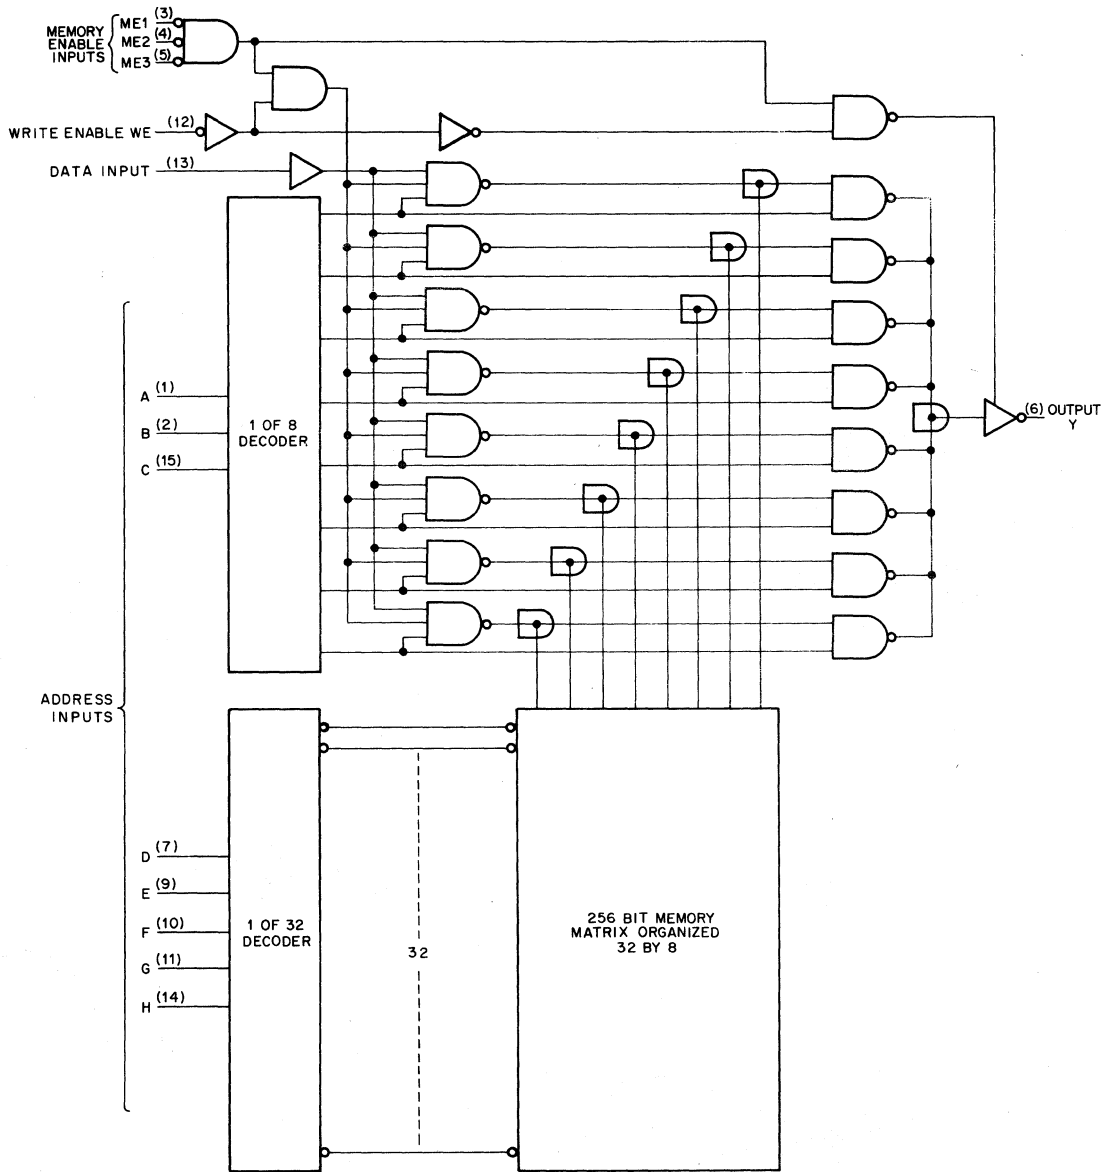 MEMORY
ENABLE
INPUTS
ME1 (3)
ME2 (4)
ME3 (5)
WRITE ENABLE WE (12)
DATA INPUT (13)
A (1)
B (2)
C (15)
1 OF 8
DECODER
(6) OUTPUT
Y
ADDRESS
INPUTS
D (7)
E (9)
F (10)
G (11)
H (14)
1 OF 32
DECODER
32
256 BIT MEMORY
MATRIX ORGANIZED
32 BY 8